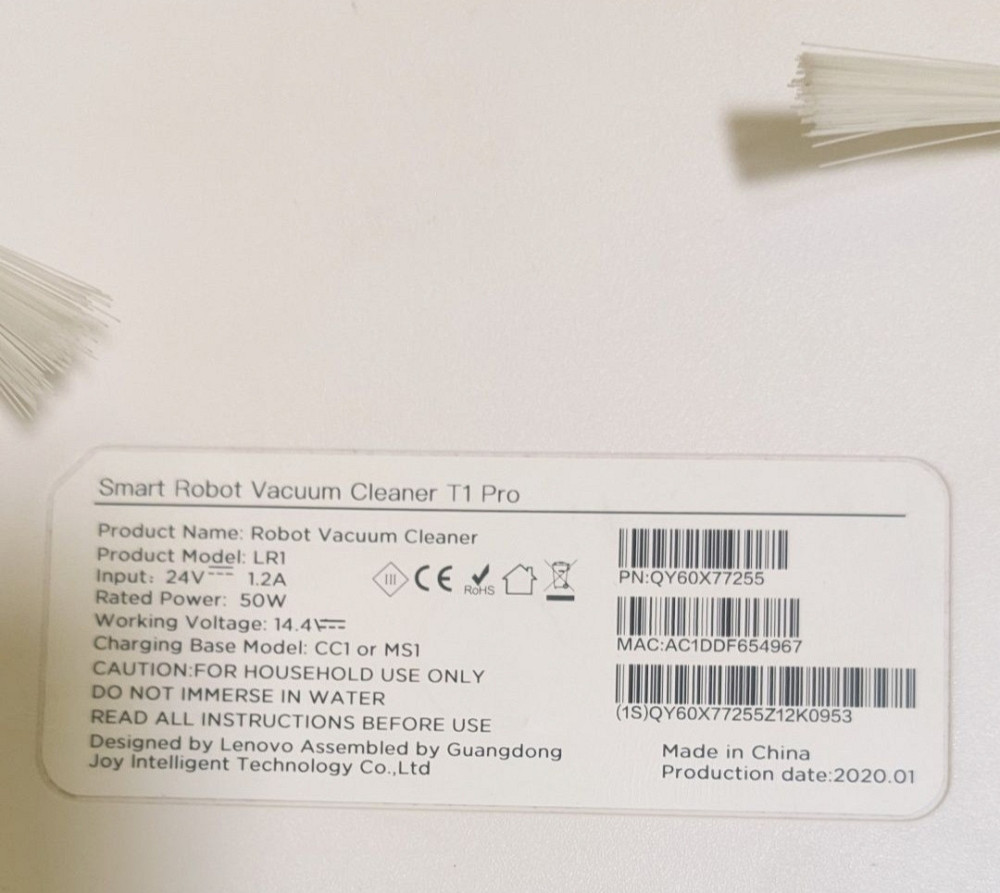 Smart Robot Vacuum Cleaner T1 Pro
Product Name: Robot Vacuum Cleaner
Product Model: LR1
Input: 24V⎓ 1.2A
Rated Power: 50W
Working Voltage: 14.4V⎓
Charging Base Model: CC1 or MS1
CAUTION:FOR HOUSEHOLD USE ONLY
DO NOT IMMERSE IN WATER
READ ALL INSTRUCTIONS BEFORE USE
Designed by Lenovo Assembled by Guangdong
Joy Intelligent Technology Co.,Ltd
III CE RoHS
PN:QY60X77255
MAC:AC1DDF654967
(1S)QY60X77255Z12K0953
Made in China
Production date:2020.01